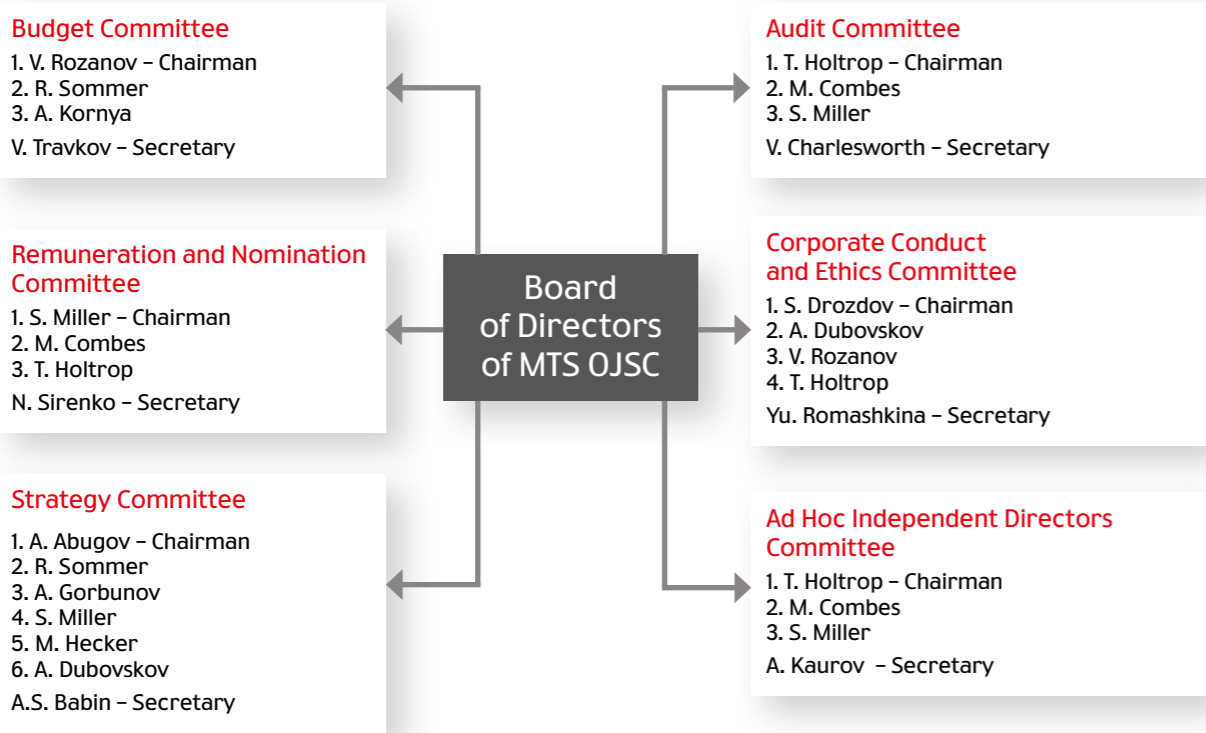 Budget Committee
1. V. Rozanov – Chairman
2. R. Sommer
3. A. Kornya
V. Travkov – Secretary
Remuneration and Nomination
Committee
1. S. Miller – Chairman
2. M. Combes
3. T. Holtrop
N. Sirenko – Secretary
Strategy Committee
1. A. Abugov – Chairman
2. R. Sommer
3. A. Gorbunov
4. S. Miller
5. M. Hecker
6. A. Dubovskov
A.S. Babin – Secretary
Board
of Directors
of MTS OJSC
Audit Committee
1. T. Holtrop – Chairman
2. M. Combes
3. S. Miller
V. Charlesworth – Secretary
Corporate Conduct
and Ethics Committee
1. S. Drozdov – Chairman
2. A. Dubovskov
3. V. Rozanov
4. T. Holtrop
Yu. Romashkina – Secretary
Ad Hoc Independent Directors
Committee
1. T. Holtrop – Chairman
2. M. Combes
3. S. Miller
A. Kaurov – Secretary